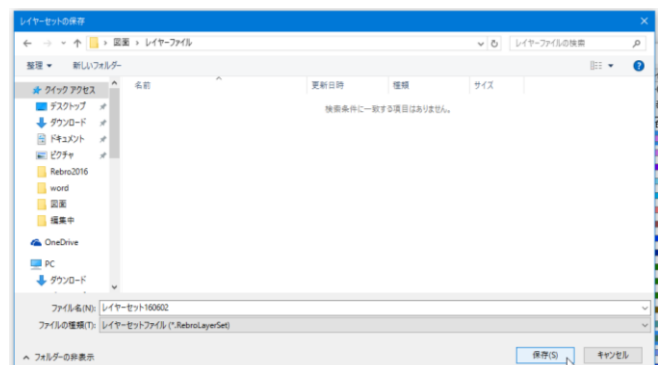 レイヤーセットの保存
図面 › レイヤーファイル
レイヤーファイルの検索
整理
新しいフォルダー
クイック アクセス
デスクトップ
ダウンロード
ドキュメント
ピクチャ
Rebro2016
word
図面
編集中
OneDrive
PC
ダウンロード
名前 更新日時 種類 サイズ
検索条件に一致する項目はありません。
ファイル名(N): レイヤーセット160602
ファイルの種類(T): レイヤーセットファイル (*.RebroLayerSet)
フォルダーの非表示
保存(S) キャンセル